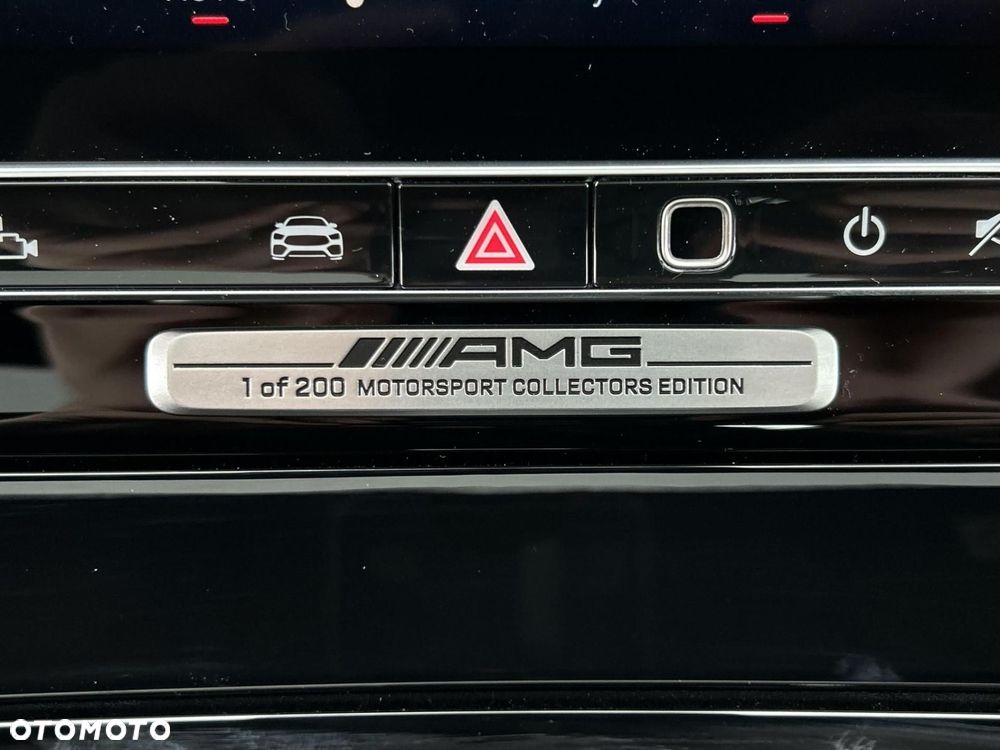 AMG
1 of 200 MOTORSPORT COLLECTORS EDITION
OTOMOTO